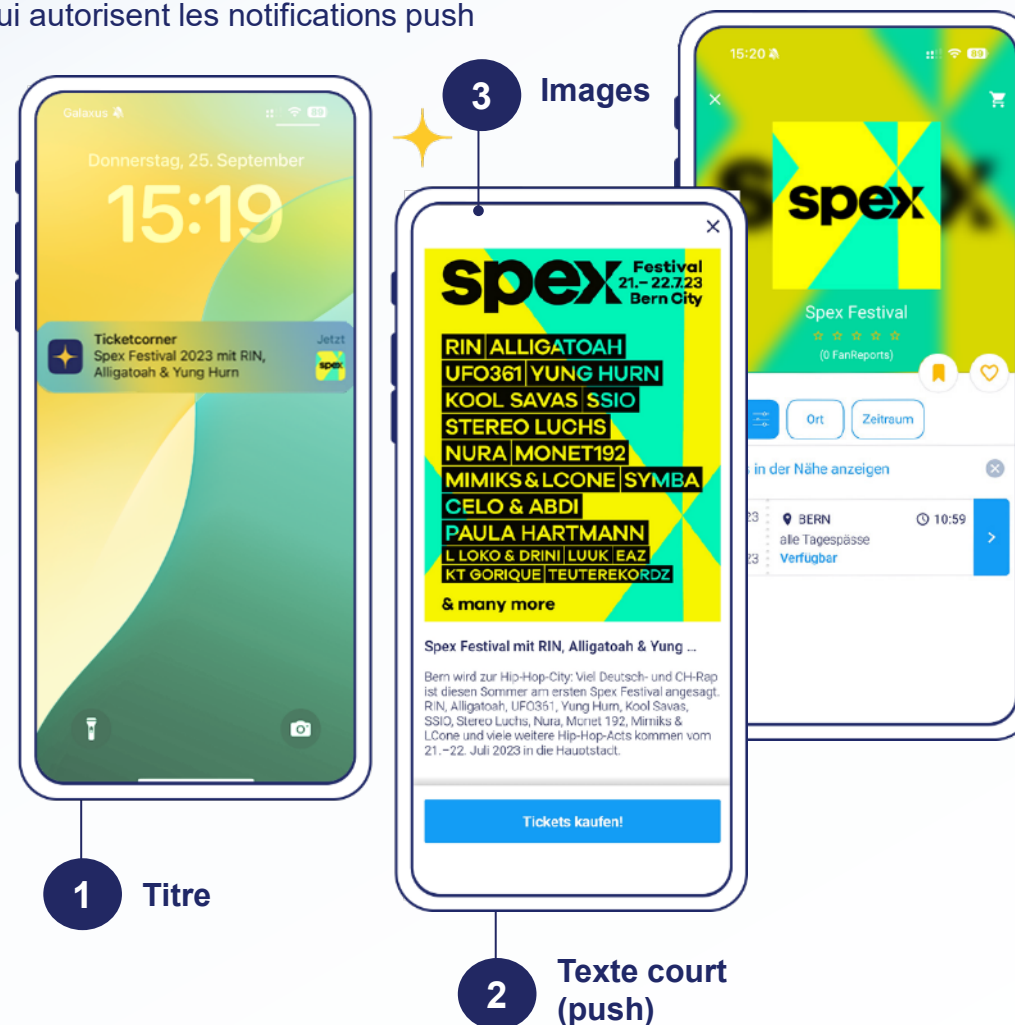 ui autorisent les notifications push
3
Images
Galaxus
89
Donnerstag, 25. September
15:19
Ticketcorner
Jetzt
Spex Festival 2023 mit RIN,
Alligatoah & Yung Hurn
spex
1
Titre
spex Festival
21.– 22.7.23
Bern City
RIN ALLIGATOAH
UFO361 YUNG HURN
KOOL SAVAS SSIO
STEREO LUCHS
NURA MONET192
MIMIKS & LCONE SYMBA
CELO & ABDI
PAULA HARTMANN
L LOKO & DRINI LUUK EAZ
KT GORIQUE TEUTEREKORDZ
& many more
Spex Festival mit RIN, Alligatoah & Yung ...
Bern wird zur Hip-Hop-City: Viel Deutsch- und CH-Rap
ist diesen Sommer am ersten Spex Festival angesagt.
RIN, Alligatoah, UFO361, Yung Hurn, Kool Savas,
SSIO, Stereo Luchs, Nura, Monet 192, Mimiks &
LCone und viele weitere Hip-Hop-Acts kommen vom
21.–22. Juli 2023 in die Hauptstadt.
Tickets kaufen!
2
Texte court
(push)
15:20
89
spex
Spex Festival
(0 FanReports)
Ort
Zeitraum
in der Nähe anzeigen
23
BERN
10:59
alle Tagespässe
23
Verfügbar